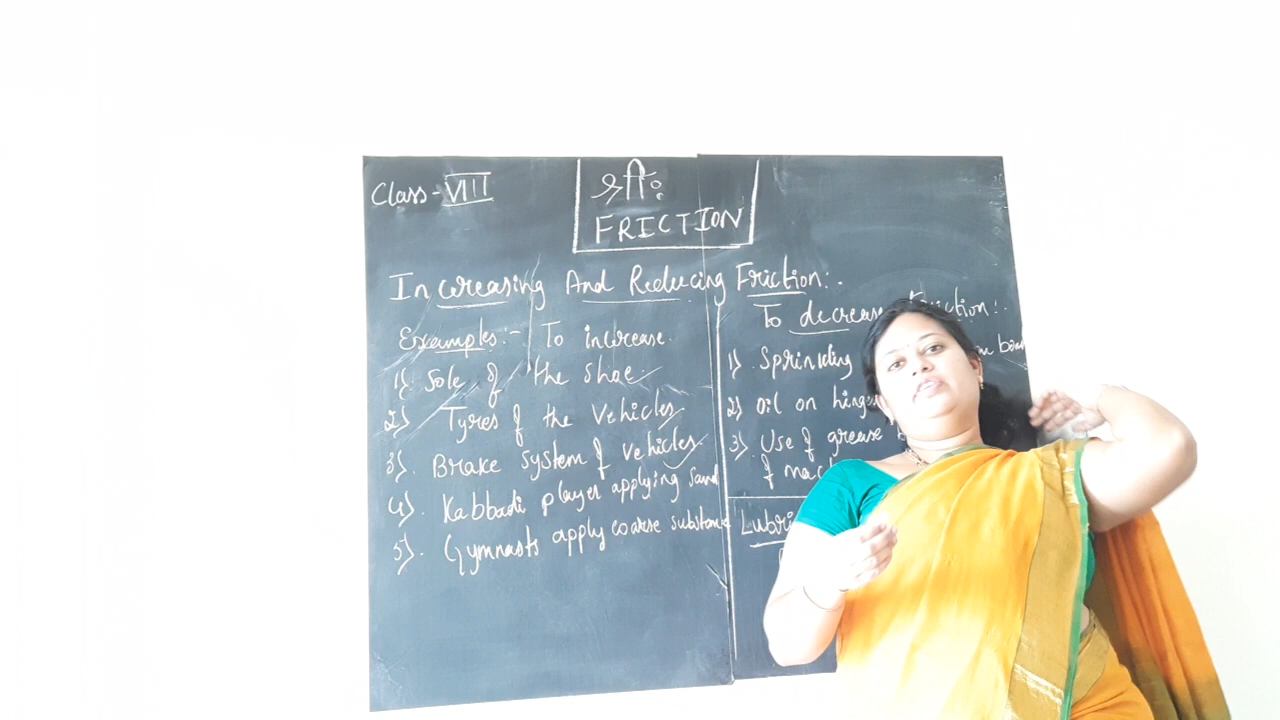 Class - VIII
श्रीः
FRICTION
Increasing And Reducing Friction:-
Examples:- To increase.
1). Sole of the Shoe
2) Tyres of the vehicles
3). Brake system of vehicles
4). Kabbadi player applying sand
5). Gymnasts apply coarse substance
To decrease Friction:-
1). Sprinkling
2) oil on hinges
3). Use of grease
of